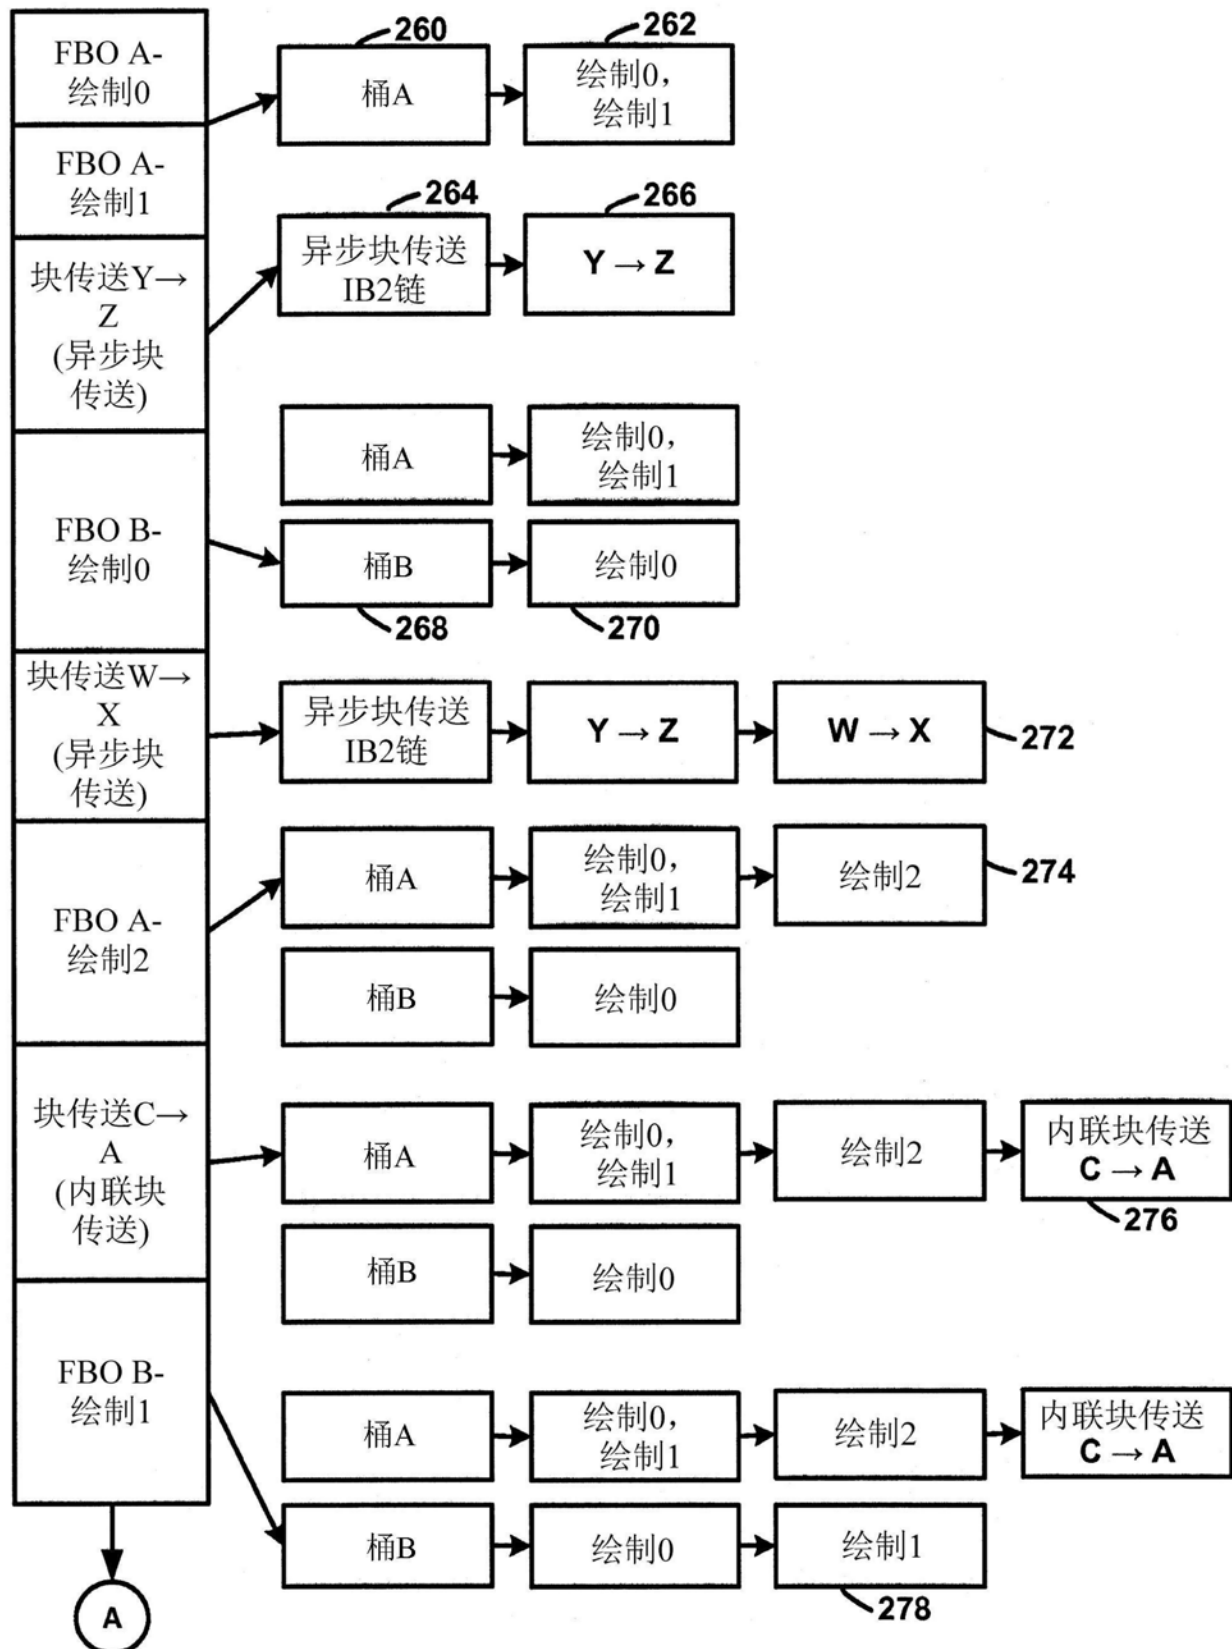 FBO A-
绘制0
260
桶A
262
绘制0,
绘制1
FBO A-
绘制1
块传送Y→
Z
(异步块
传送)
264
异步块传送
IB2链
266
Y → Z
FBO B-
绘制0
桶A
绘制0,
绘制1
桶B
268
绘制0
270
块传送W→
X
(异步块
传送)
异步块传送
IB2链
Y → Z
W → X
272
FBO A-
绘制2
桶A
绘制0,
绘制1
绘制2
274
桶B
绘制0
块传送C→
A
(内联块
传送)
桶A
绘制0,
绘制1
绘制2
内联块传送
C → A
276
桶B
绘制0
FBO B-
绘制1
桶A
绘制0,
绘制1
绘制2
内联块传送
C → A
桶B
绘制0
绘制1
278
A